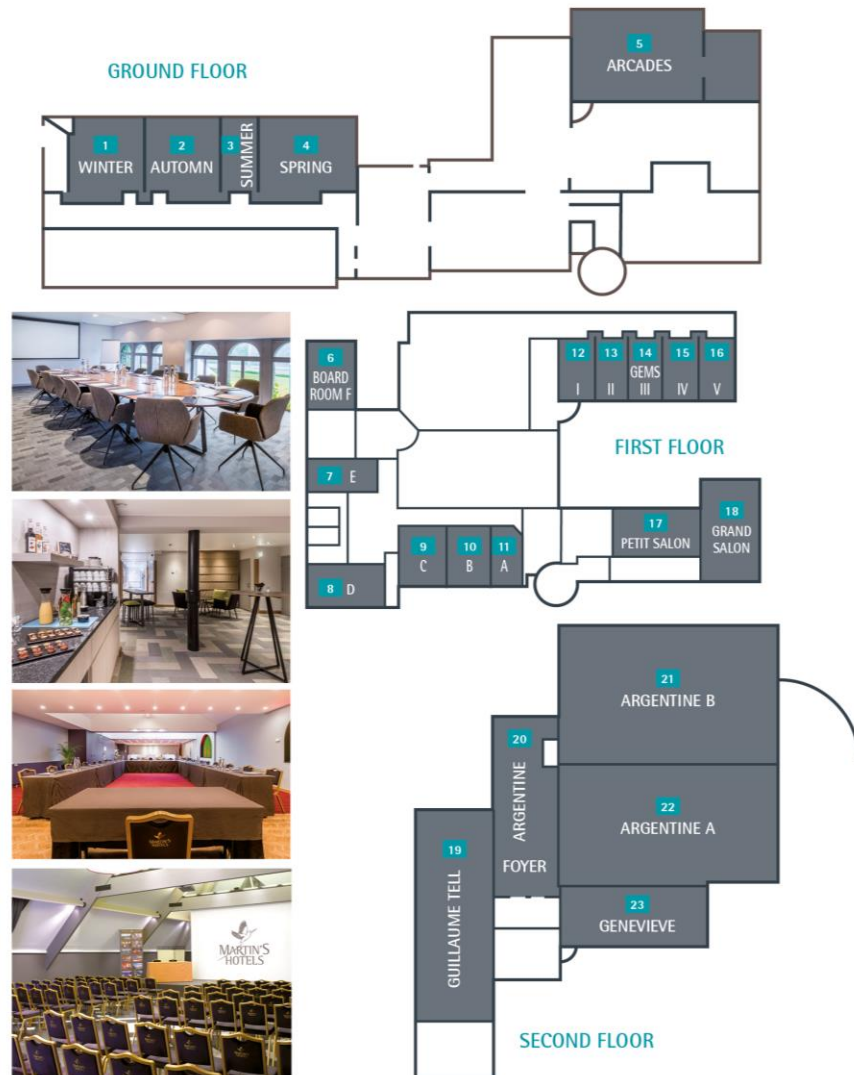 GROUND FLOOR
5
ARCADES
1
WINTER
2
AUTOMN
3
SUMMER
4
SPRING
6
BOARD
ROOM F
7 E
8 D
9
C
10
B
11
A
12
I
13
II
14
GEMS
III
15
IV
16
V
FIRST FLOOR
17
PETIT SALON
18
GRAND
SALON
19
GUILLAUME TELL
20
ARGENTINE
FOYER
21
ARGENTINE B
22
ARGENTINE A
23
GENEVIEVE
SECOND FLOOR
MARTIN'S
HOTELS
MARTIN'S
HOTELS